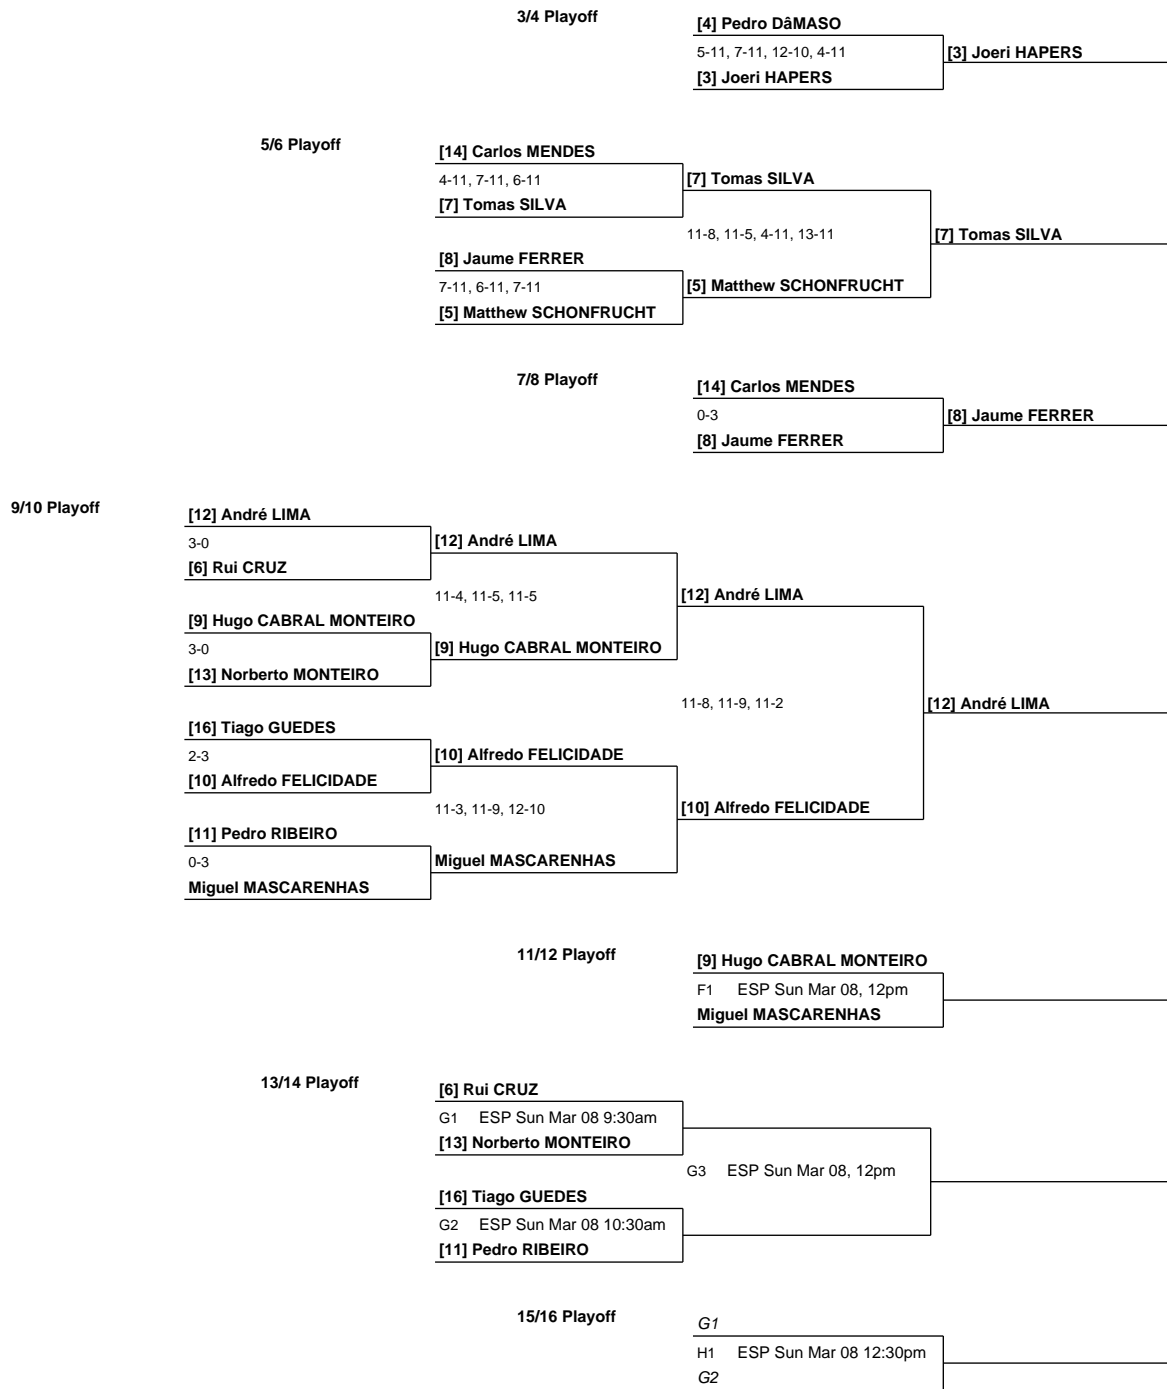 3/4 Playoff
[4] Pedro DâMASO
5-11, 7-11, 12-10, 4-11
[3] Joeri HAPERS
[3] Joeri HAPERS
5/6 Playoff
[14] Carlos MENDES
4-11, 7-11, 6-11
[7] Tomas SILVA
[7] Tomas SILVA
11-8, 11-5, 4-11, 13-11
[7] Tomas SILVA
[8] Jaume FERRER
7-11, 6-11, 7-11
[5] Matthew SCHONFRUCHT
[5] Matthew SCHONFRUCHT
7/8 Playoff
[14] Carlos MENDES
0-3
[8] Jaume FERRER
[8] Jaume FERRER
9/10 Playoff
[12] André LIMA
3-0
[12] André LIMA
[6] Rui CRUZ
11-4, 11-5, 11-5
[12] André LIMA
[9] Hugo CABRAL MONTEIRO
3-0
[9] Hugo CABRAL MONTEIRO
[13] Norberto MONTEIRO
11-8, 11-9, 11-2
[12] André LIMA
[16] Tiago GUEDES
2-3
[10] Alfredo FELICIDADE
[10] Alfredo FELICIDADE
11-3, 11-9, 12-10
[10] Alfredo FELICIDADE
[11] Pedro RIBEIRO
0-3
Miguel MASCARENHAS
Miguel MASCARENHAS
11/12 Playoff
[9] Hugo CABRAL MONTEIRO
F1 ESP Sun Mar 08, 12pm
Miguel MASCARENHAS
13/14 Playoff
[6] Rui CRUZ
G1 ESP Sun Mar 08 9:30am
[13] Norberto MONTEIRO
G3 ESP Sun Mar 08, 12pm
[16] Tiago GUEDES
G2 ESP Sun Mar 08 10:30am
[11] Pedro RIBEIRO
15/16 Playoff
G1
H1 ESP Sun Mar 08 12:30pm
G2